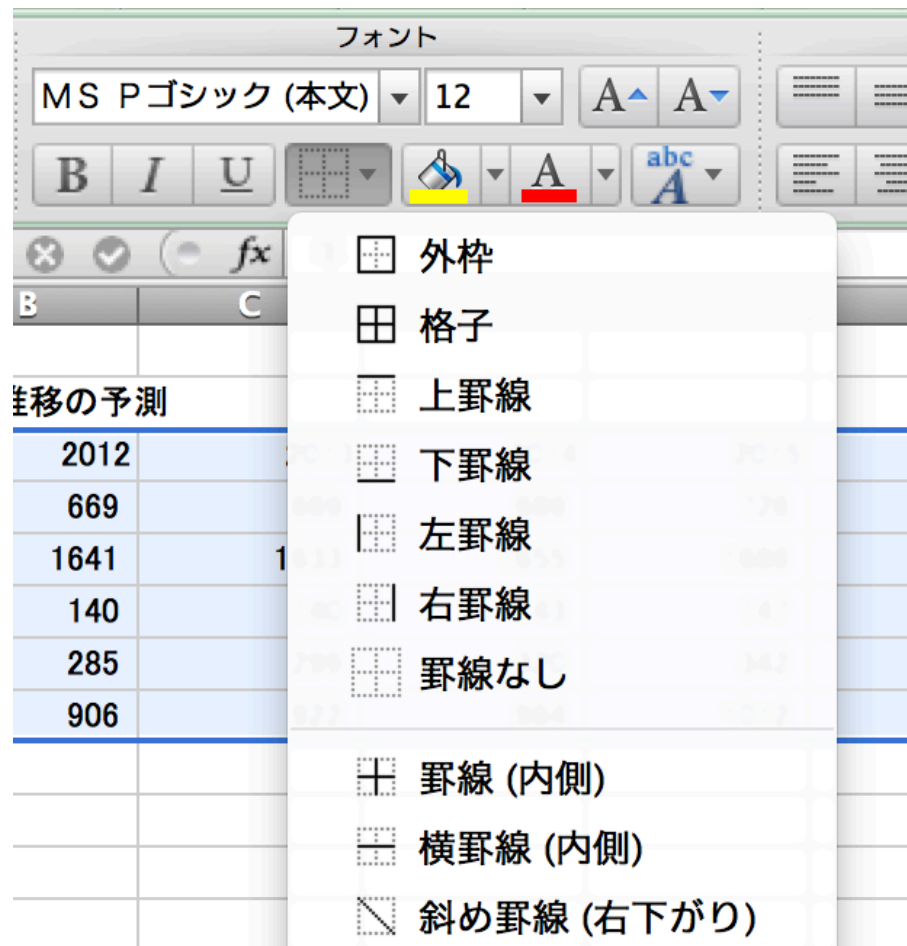 フォント
MS Pゴシック (本文) 12 A A
B I U A abc A
fx
B C
移の予測
2012
669
1641 1
140
285
906
外枠
格子
上罫線
下罫線
左罫線
右罫線
罫線なし
罫線 (内側)
横罫線 (内側)
斜め罫線 (右下がり)